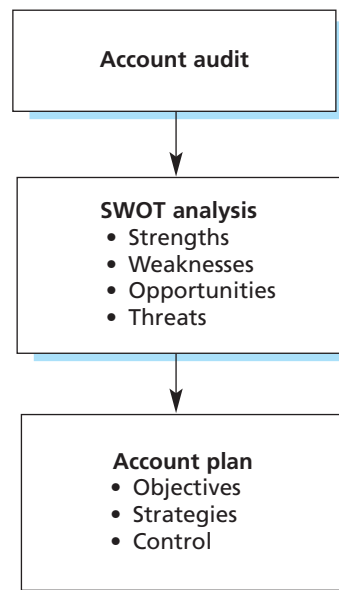 Account audit
SWOT analysis
• Strengths
• Weaknesses
• Opportunities
• Threats
Account plan
• Objectives
• Strategies
• Control